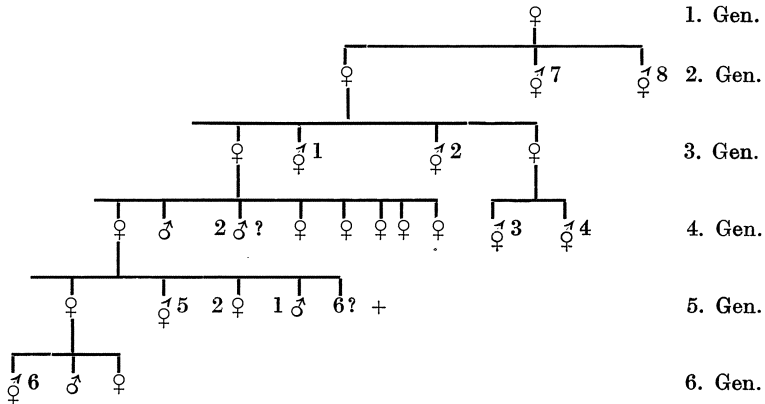 ♀ 1. Gen.
♀ ⚥ 7 ⚥ 8 2. Gen.
♀ ⚥ 1 ⚥ 2 ♀ 3. Gen.
♀ ♂ 2 ♂ ? ♀ ♀ ♀ ♀ ♀ ⚥ 3 ⚥ 4 4. Gen.
♀ ⚥ 5 2 ♀ 1 ♂ 6 ? + 5. Gen.
⚥ 6 ♂ ♀ 6. Gen.